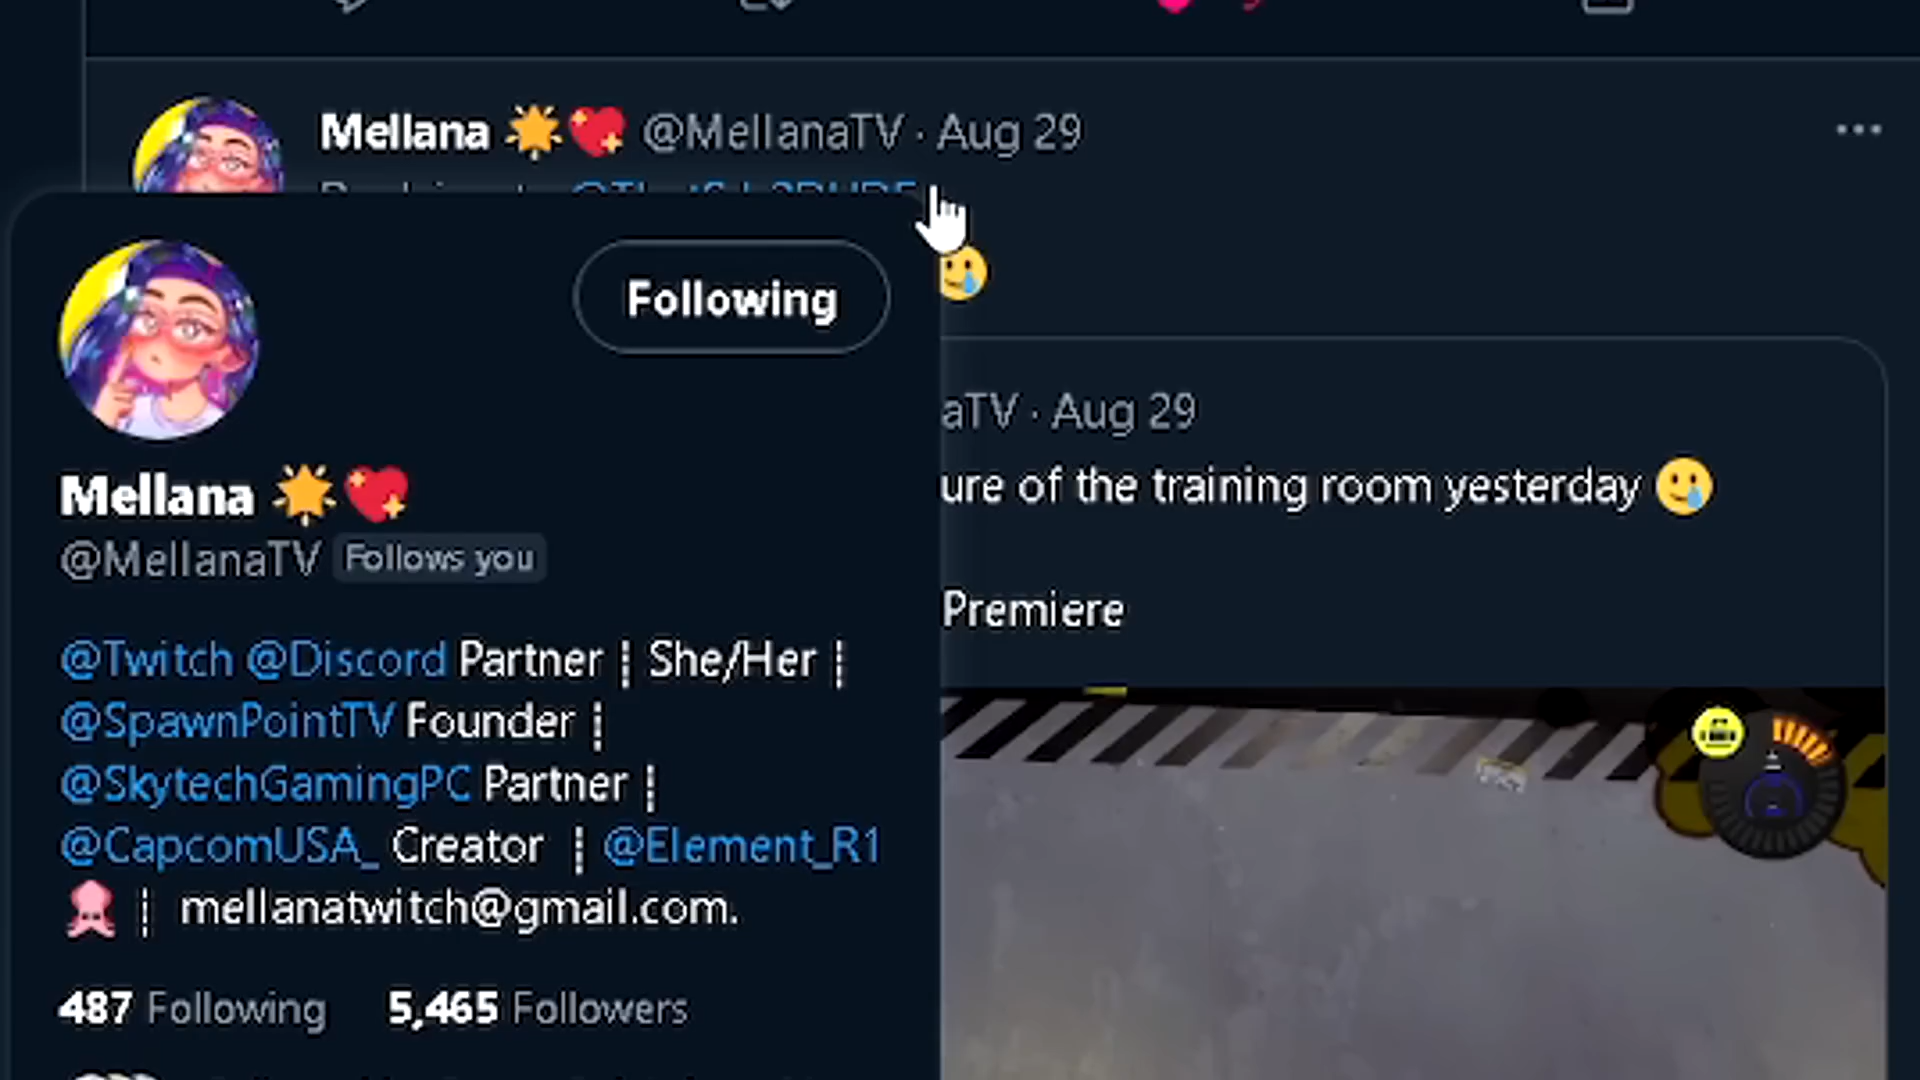 Mellana 🌟💖 @MellanaTV · Aug 29
Following
Mellana 🌟💖
@MellanaTV Follows you
@Twitch @Discord Partner ┋ She/Her ┋
@SpawnPointTV Founder ┋
@SkytechGamingPC Partner ┋
@CapcomUSA_ Creator ┋ @Element_R1
🦑 ┋ mellanatwitch@gmail.com.
487 Following 5,465 Followers
aTV · Aug 29
ure of the training room yesterday 🥲
Premiere